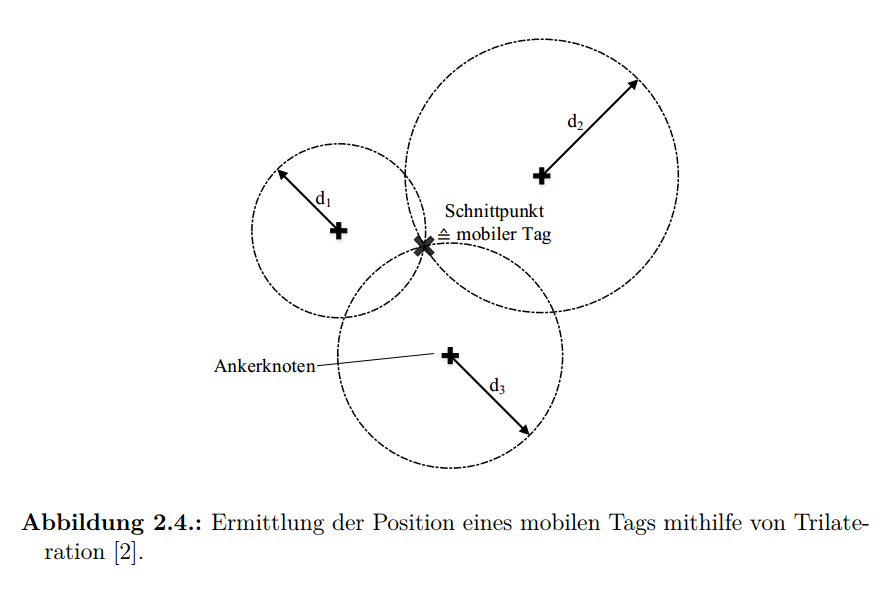 d₂
d₁
Schnittpunkt
≙ mobiler Tag
Ankerknoten
d₃
Abbildung 2.4.: Ermittlung der Position eines mobilen Tags mithilfe von Trilate-
ration [2].